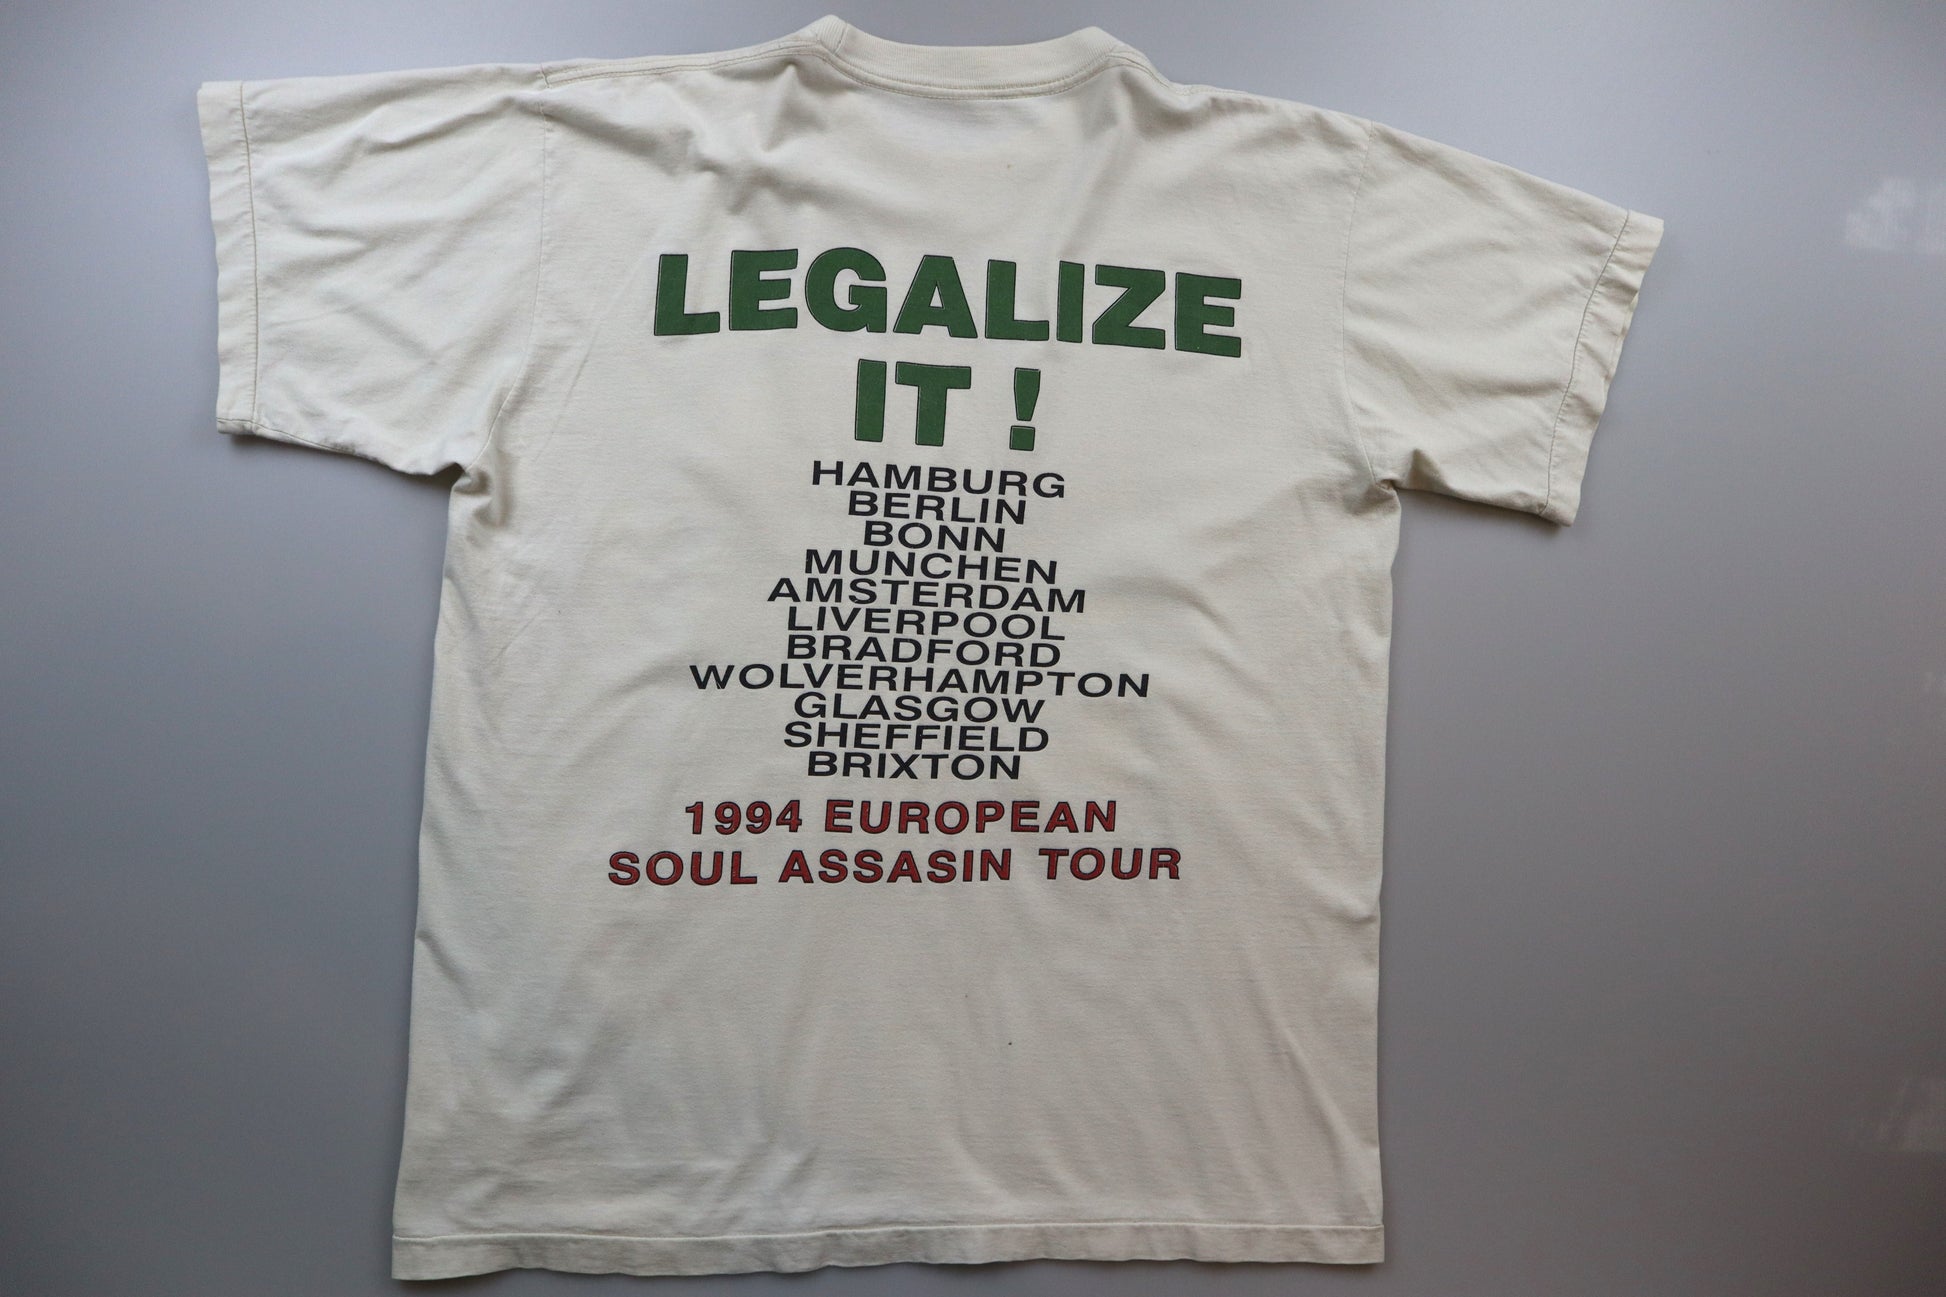 LEGALIZE
IT !
HAMBURG
BERLIN
BONN
MUNCHEN
AMSTERDAM
LIVERPOOL
BRADFORD
WOLVERHAMPTON
GLASGOW
SHEFFIELD
BRIXTON
1994 EUROPEAN
SOUL ASSASIN TOUR